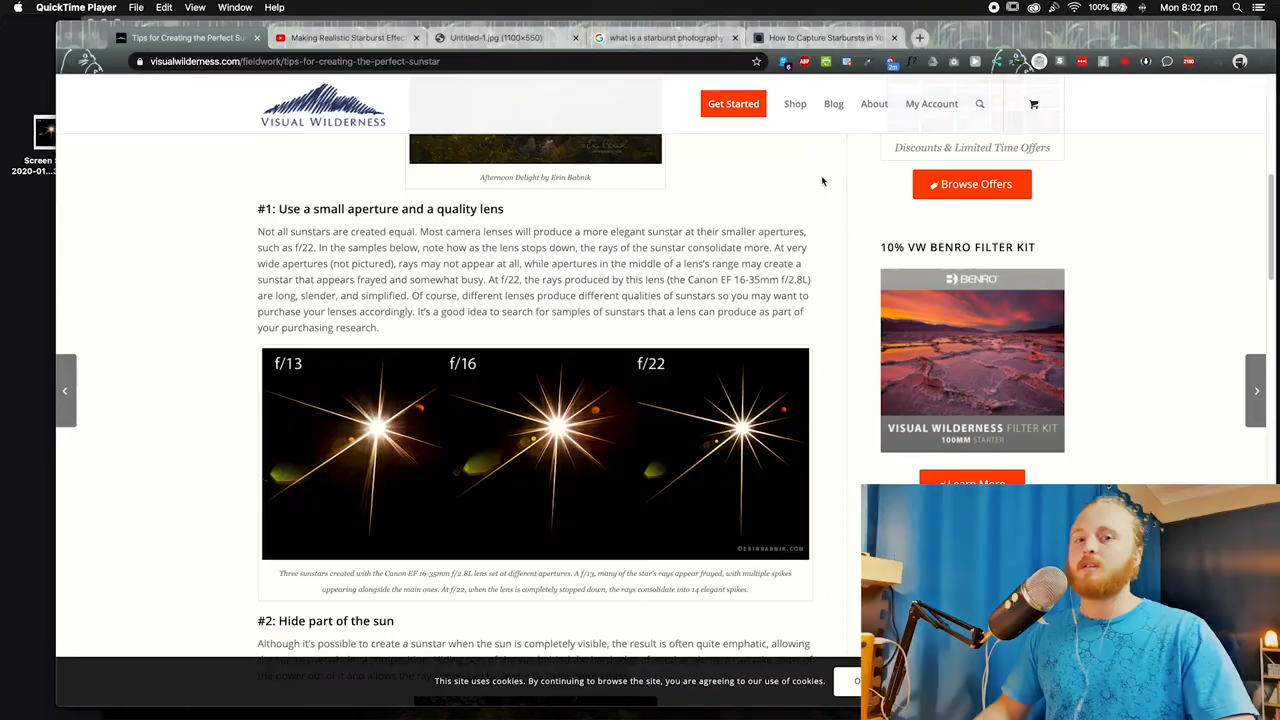 QuickTime Player File Edit View Window Help
100% Mon 8:02 pm
Tips for Creating the Perfect Sun
Making Realistic Starburst Effec
Untitled-1.jpg (1100×550)
what is a starburst photography
How to Capture Starbursts in Yo
visualwilderness.com/fieldwork/tips-for-creating-the-perfect-sunstar
VISUAL WILDERNESS
Get Started Shop Blog About My Account
Screen S
2020-01...3
Afternoon Delight by Erin Babnik
#1: Use a small aperture and a quality lens
Not all sunstars are created equal. Most camera lenses will produce a more elegant sunstar at their smaller apertures,
such as f/22. In the samples below, note how as the lens stops down, the rays of the sunstar consolidate more. At very
wide apertures (not pictured), rays may not appear at all, while apertures in the middle of a lens's range may create a
sunstar that appears frayed and somewhat busy. At f/22, the rays produced by this lens (the Canon EF 16-35mm f/2.8L)
are long, slender, and simplified. Of course, different lenses produce different qualities of sunstars so you may want to
purchase your lenses accordingly. It's a good idea to search for samples of sunstars that a lens can produce as part of
your purchasing research.
f/13 f/16 f/22
©ERINBABNIK.COM
Three sunstars created with the Canon EF 16-35mm f/2.8L lens set at different apertures. A f/13, many of the star's rays appear frayed, with multiple spikes
appearing alongside the main ones. At f/22, when the lens is completely stopped down, the rays consolidate into 14 elegant spikes.
#2: Hide part of the sun
Although it's possible to create a sunstar when the sun is completely visible, the result is often quite emphatic, allowing
This site uses cookies. By continuing to browse the site, you are agreeing to our use of cookies.
Discounts & Limited Time Offers
Browse Offers
10% VW BENRO FILTER KIT
BENRO
VISUAL WILDERNESS FILTER KIT
100MM STARTER
Learn More